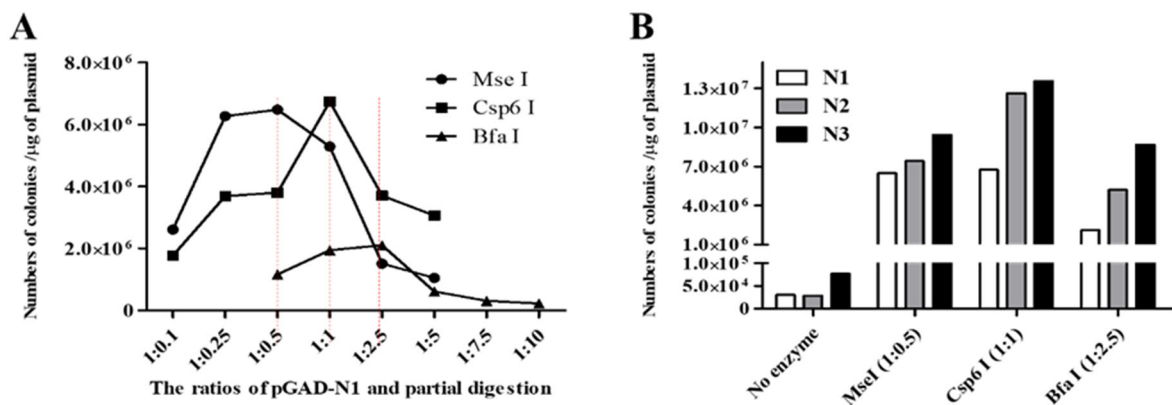 A
Numbers of colonies /μg of plasmid
8.0×10⁶
6.0×10⁶
4.0×10⁶
2.0×10⁶
0
Mse I
Csp6 I
Bfa I
1:0.1
1:0.25
1:0.5
1:1
1:2.5
1:5
1:7.5
1:10
The ratios of pGAD-N1 and partial digestion
B
Numbers of colonies /μg of plasmid
1.3×10⁷
1.0×10⁷
7.0×10⁶
4.0×10⁶
1.0×10⁶
1.0×10⁵
5.0×10⁴
0
N1
N2
N3
No enzyme
MseI (1:0.5)
Csp6 I (1:1)
Bfa I (1:2.5)